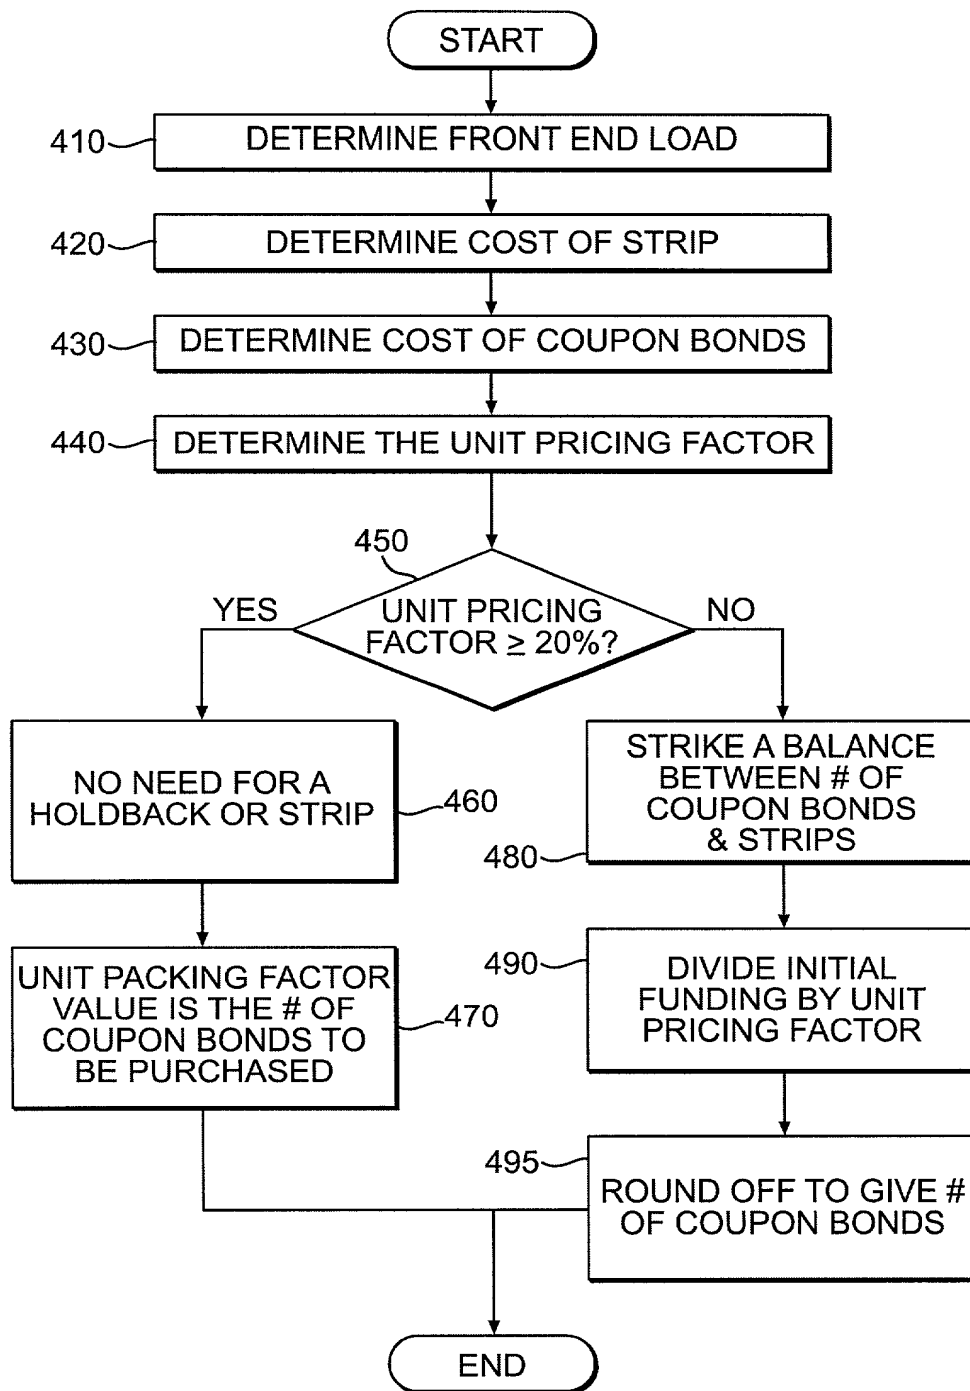 START
410
DETERMINE FRONT END LOAD
420
DETERMINE COST OF STRIP
430
DETERMINE COST OF COUPON BONDS
440
DETERMINE THE UNIT PRICING FACTOR
450
YES
UNIT PRICING
FACTOR ≥ 20%?
NO
NO NEED FOR A
HOLDBACK OR STRIP
460
STRIKE A BALANCE
BETWEEN # OF
COUPON BONDS
& STRIPS
480
UNIT PACKING FACTOR
VALUE IS THE # OF
COUPON BONDS TO
BE PURCHASED
470
490
DIVIDE INITIAL
FUNDING BY UNIT
PRICING FACTOR
495
ROUND OFF TO GIVE #
OF COUPON BONDS
END